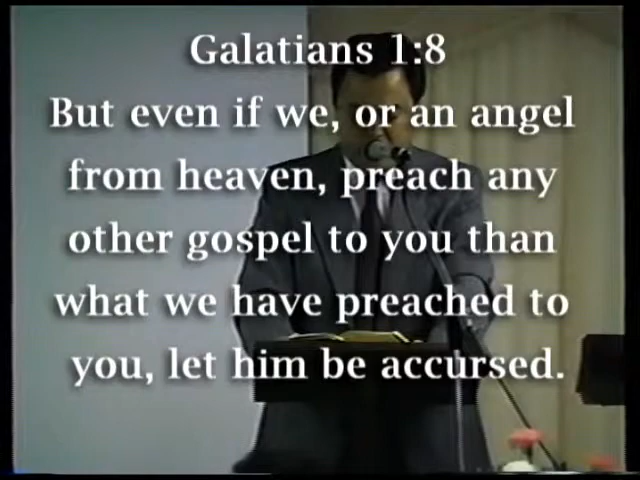 Galatians 1:8
But even if we, or an angel
from heaven, preach any
other gospel to you than
what we have preached to
you, let him be accursed.